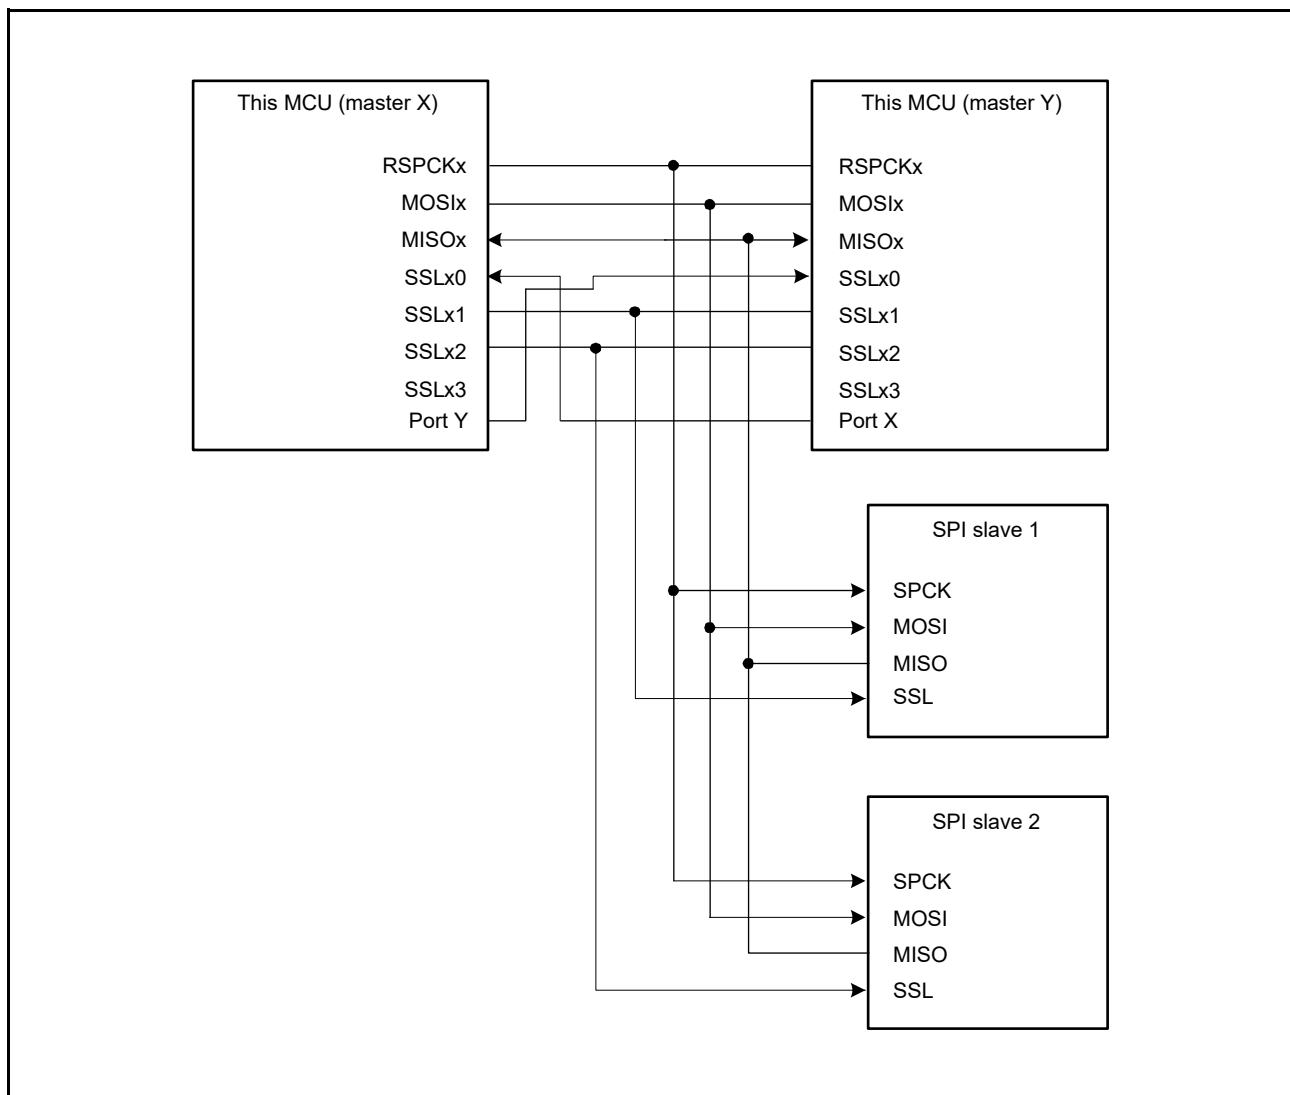 This MCU (master X)
RSPCKx
MOSIx
MISOx
SSLx0
SSLx1
SSLx2
SSLx3
Port Y
This MCU (master Y)
RSPCKx
MOSIx
MISOx
SSLx0
SSLx1
SSLx2
SSLx3
Port X
SPI slave 1
SPCK
MOSI
MISO
SSL
SPI slave 2
SPCK
MOSI
MISO
SSL